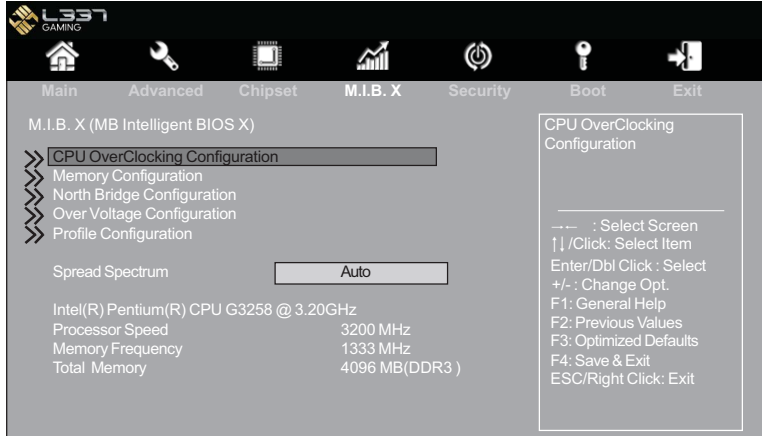 L337
GAMING
Main Advanced Chipset M.I.B. X Security Boot Exit
M.I.B. X (MB Intelligent BIOS X)
CPU OverClocking Configuration
Memory Configuration
North Bridge Configuration
Over Voltage Configuration
Profile Configuration
Spread Spectrum Auto
Intel(R) Pentium(R) CPU G3258 @ 3.20GHz
Processor Speed 3200 MHz
Memory Frequency 1333 MHz
Total Memory 4096 MB(DDR3 )
CPU OverClocking
Configuration
→← : Select Screen
↑↓/Click: Select Item
Enter/Dbl Click : Select
+/- : Change Opt.
F1: General Help
F2: Previous Values
F3: Optimized Defaults
F4: Save & Exit
ESC/Right Click: Exit